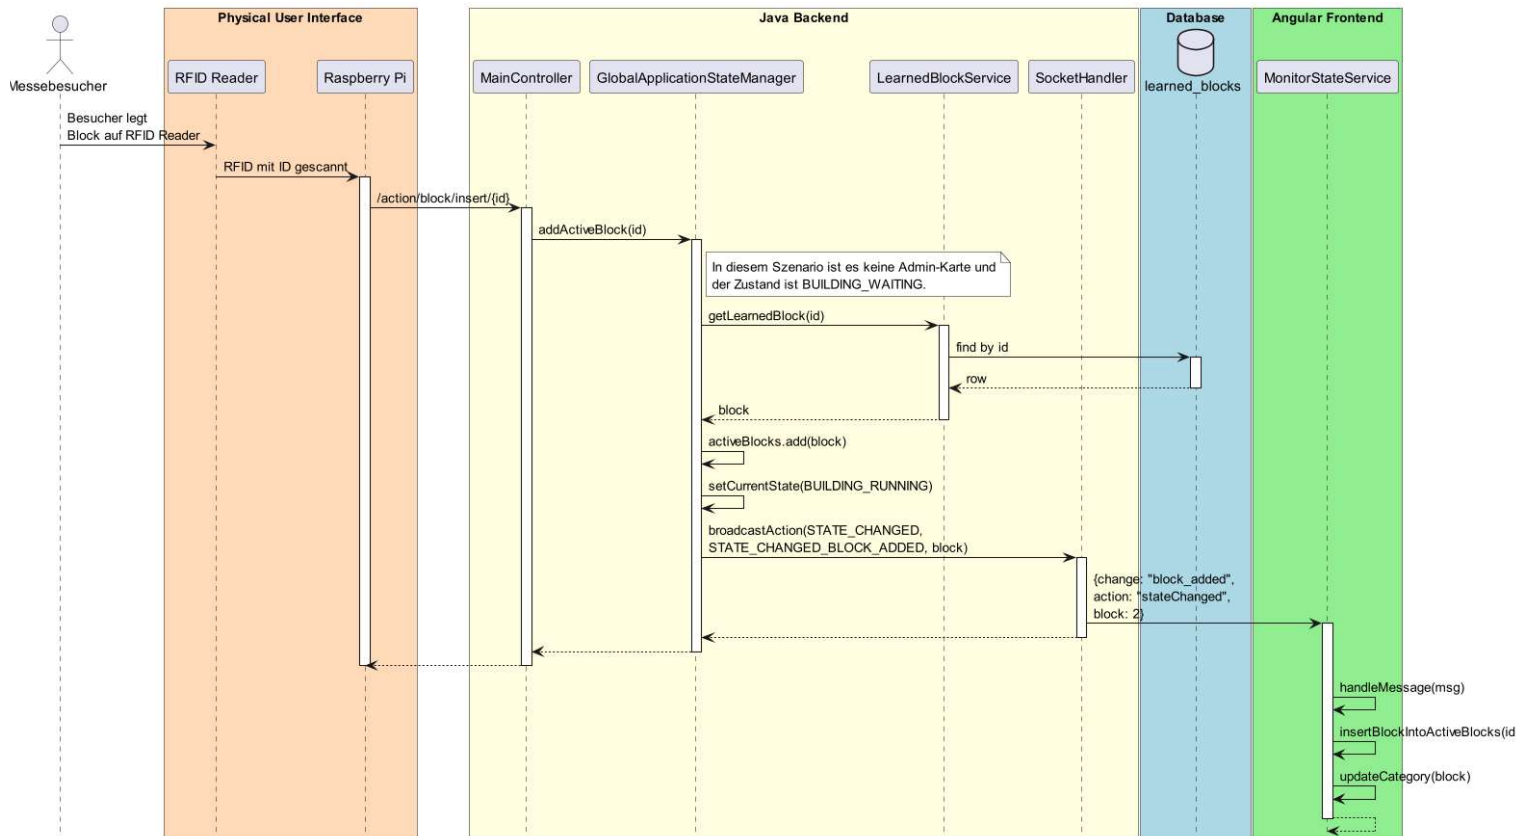 Physical User Interface
Java Backend
Database
Angular Frontend
Messebesucher
RFID Reader
Raspberry Pi
MainController
GlobalApplicationStateManager
LearnedBlockService
SocketHandler
learned_blocks
MonitorStateService
Besucher legt
Block auf RFID Reader
RFID mit ID gescannt
/action/block/insert/{id}
addActiveBlock(id)
In diesem Szenario ist es keine Admin-Karte und
der Zustand ist BUILDING_WAITING.
getLearnedBlock(id)
find by id
row
block
activeBlocks.add(block)
setCurrentState(BUILDING_RUNNING)
broadcastAction(STATE_CHANGED,
STATE_CHANGED_BLOCK_ADDED, block)
{change: "block_added",
action: "stateChanged",
block: 2}
handleMessage(msg)
insertBlockIntoActiveBlocks(id
updateCategory(block)